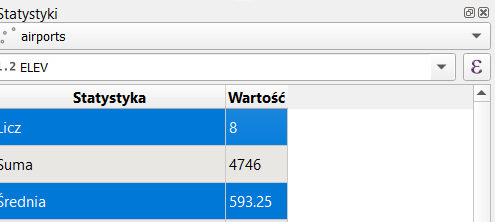 Statystyki
airports
1.2 ELEV
ε
Statystyka Wartość
Licz 8
Suma 4746
Średnia 593.25